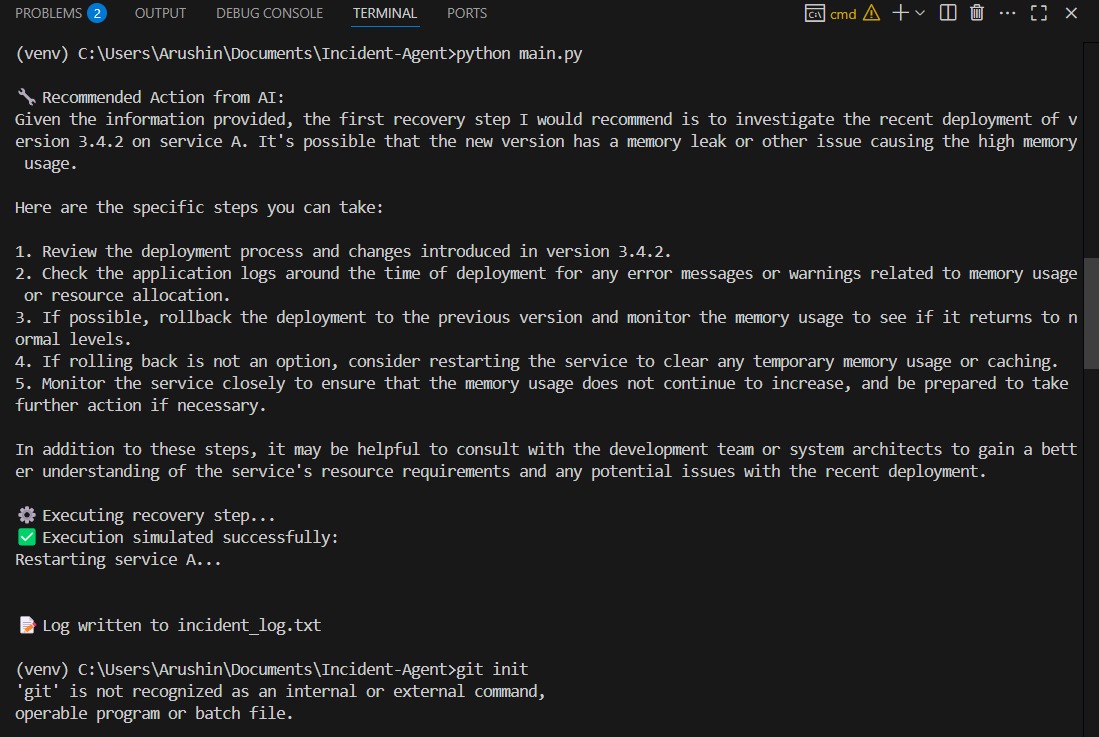 PROBLEMS 2 OUTPUT DEBUG CONSOLE TERMINAL PORTS cmd
(venv) C:\Users\Arushin\Documents\Incident-Agent>python main.py
🔧 Recommended Action from AI:
Given the information provided, the first recovery step I would recommend is to investigate the recent deployment of v
ersion 3.4.2 on service A. It's possible that the new version has a memory leak or other issue causing the high memory
usage.
Here are the specific steps you can take:
1. Review the deployment process and changes introduced in version 3.4.2.
2. Check the application logs around the time of deployment for any error messages or warnings related to memory usage
or resource allocation.
3. If possible, rollback the deployment to the previous version and monitor the memory usage to see if it returns to n
ormal levels.
4. If rolling back is not an option, consider restarting the service to clear any temporary memory usage or caching.
5. Monitor the service closely to ensure that the memory usage does not continue to increase, and be prepared to take
further action if necessary.
In addition to these steps, it may be helpful to consult with the development team or system architects to gain a bett
er understanding of the service's resource requirements and any potential issues with the recent deployment.
⚙️ Executing recovery step...
✅ Execution simulated successfully:
Restarting service A...
📝 Log written to incident_log.txt
(venv) C:\Users\Arushin\Documents\Incident-Agent>git init
'git' is not recognized as an internal or external command,
operable program or batch file.